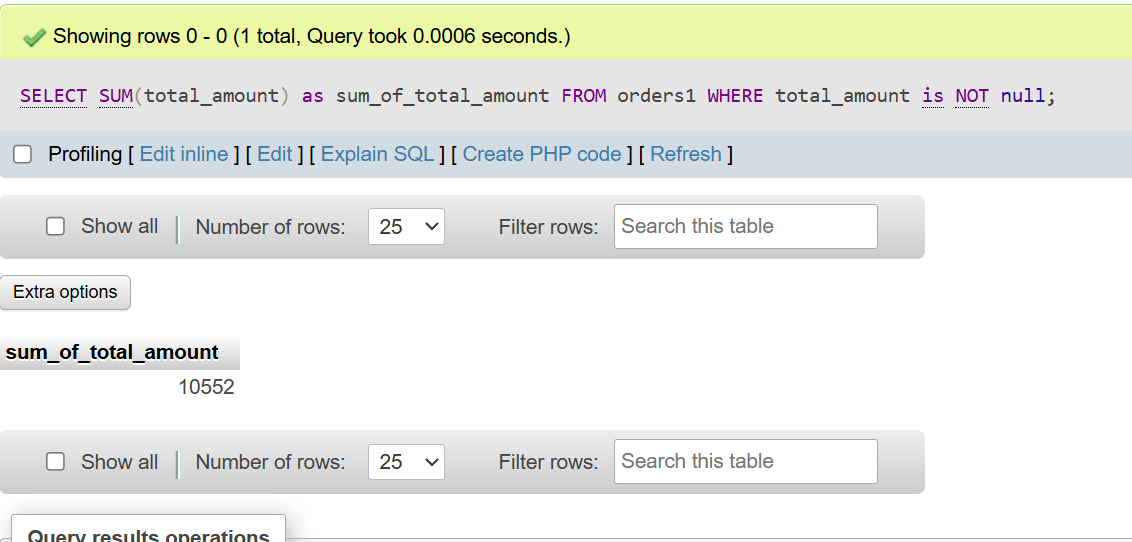 Showing rows 0 - 0 (1 total, Query took 0.0006 seconds.)
SELECT SUM(total_amount) as sum_of_total_amount FROM orders1 WHERE total_amount is NOT null;
Profiling [ Edit inline ] [ Edit ] [ Explain SQL ] [ Create PHP code ] [ Refresh ]
Show all | Number of rows: 25 Filter rows: Search this table
Extra options
sum_of_total_amount
10552
Show all | Number of rows: 25 Filter rows: Search this table
Query results operations